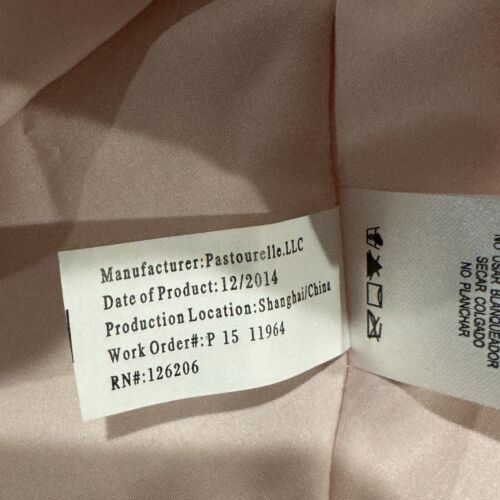 Manufacturer:Pastourelle.LLC
Date of Product:12/2014
Production Location:Shanghai/China
Work Order#:P 15 11964
RN#:126206
NO USAR BLANQUEADOR
SECAR COLGADO
NO PLANCHAR